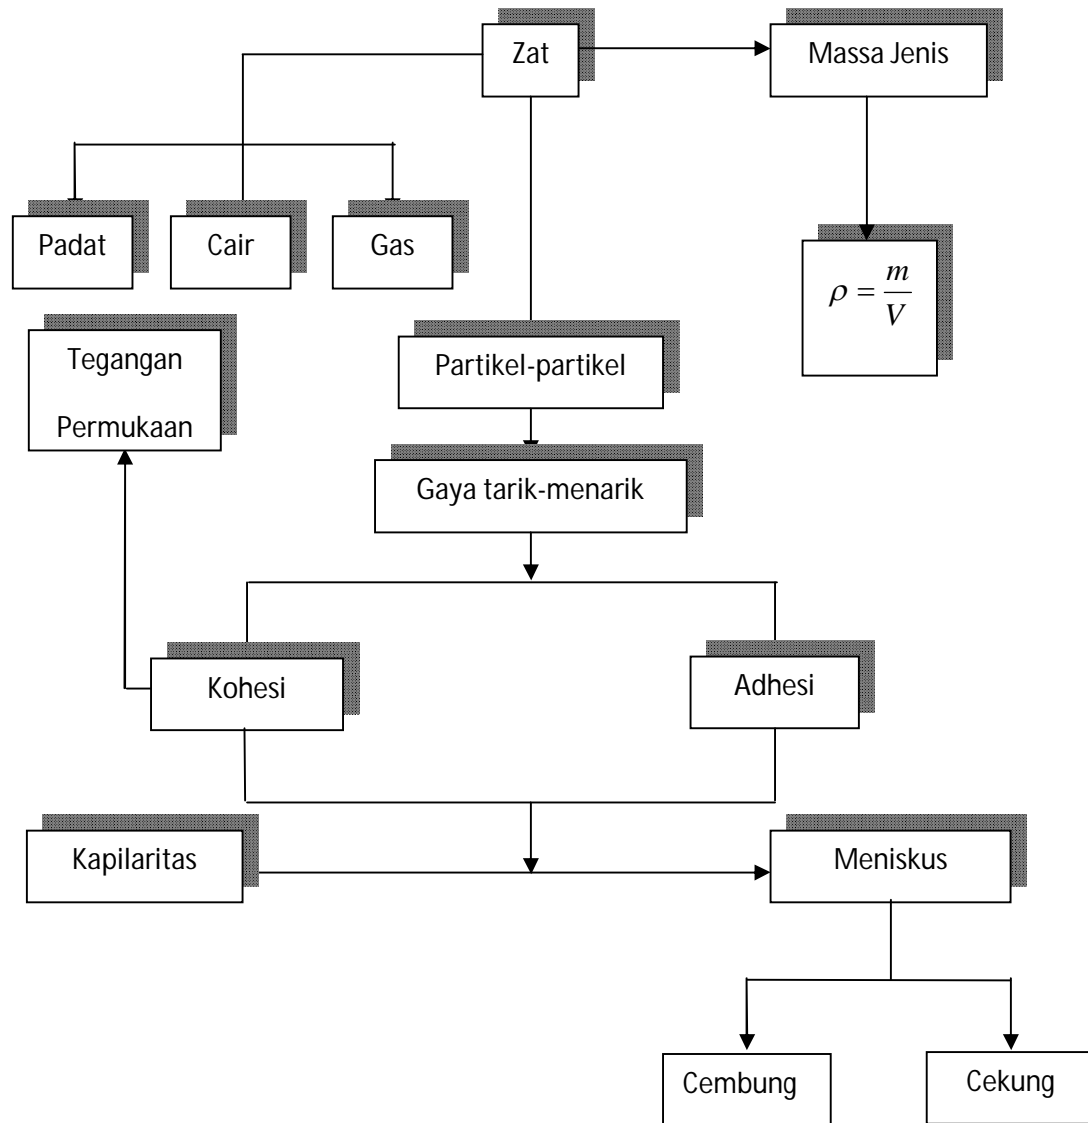 Zat
Massa Jenis
Padat
Cair
Gas
ρ = m/V
Tegangan
Permukaan
Partikel-partikel
Gaya tarik-menarik
Kohesi
Adhesi
Kapilaritas
Meniskus
Cembung
Cekung